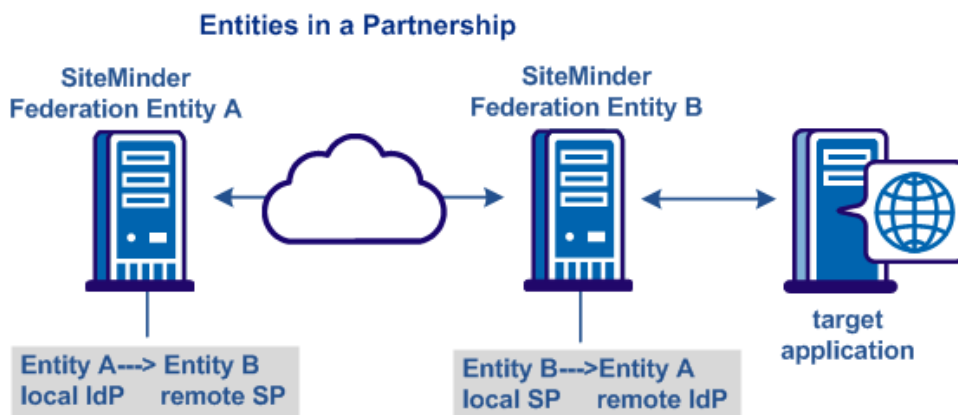 Entities in a Partnership
SiteMinder
Federation Entity A
SiteMinder
Federation Entity B
target
application
Entity A---> Entity B
local IdP remote SP
Entity B--->Entity A
local SP remote IdP